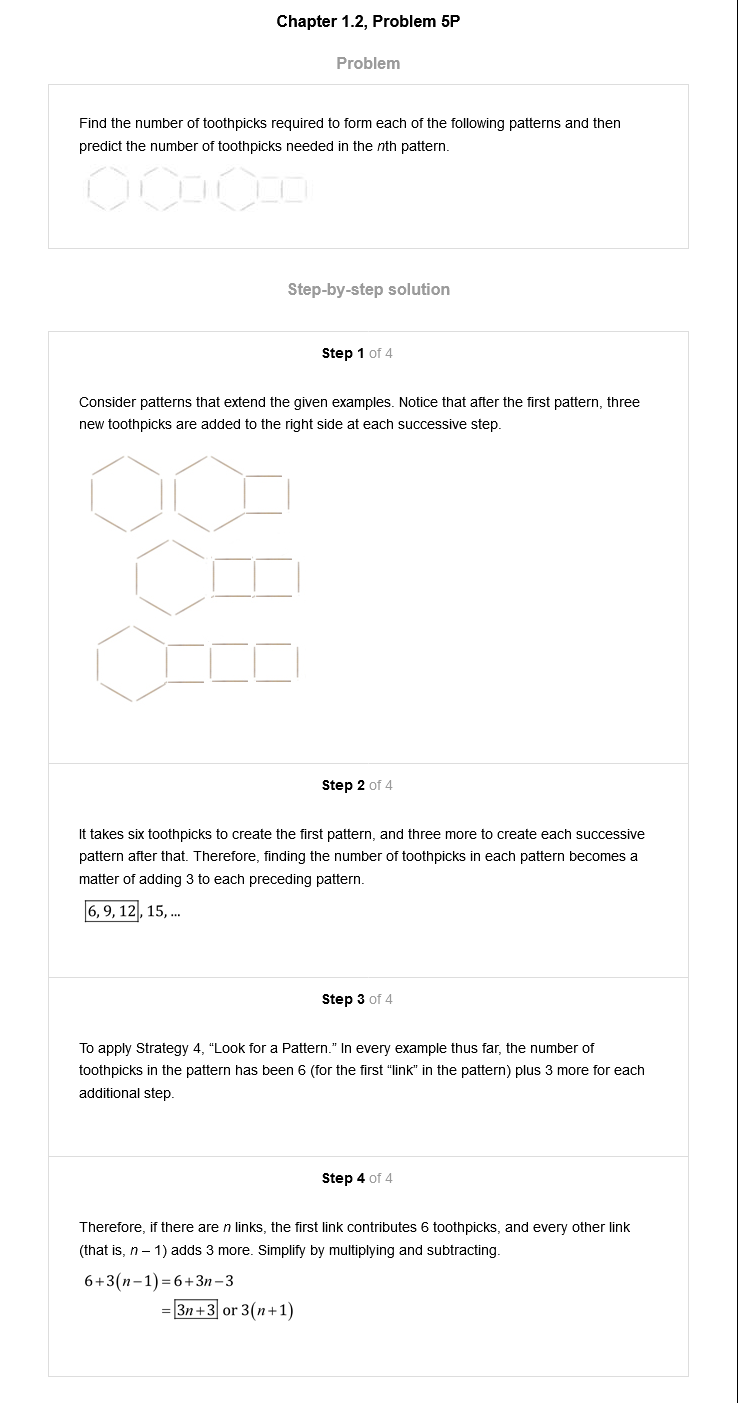 Chapter 1.2, Problem 5P
Problem
Find the number of toothpicks required to form each of the following patterns and then
predict the number of toothpicks needed in the nth pattern.
Step-by-step solution
Step 1 of 4
Consider patterns that extend the given examples. Notice that after the first pattern, three
new toothpicks are added to the right side at each successive step.
Step 2 of 4
It takes six toothpicks to create the first pattern, and three more to create each successive
pattern after that. Therefore, finding the number of toothpicks in each pattern becomes a
matter of adding 3 to each preceding pattern.
6, 9, 12, 15, ...
Step 3 of 4
To apply Strategy 4, “Look for a Pattern.” In every example thus far, the number of
toothpicks in the pattern has been 6 (for the first “link” in the pattern) plus 3 more for each
additional step.
Step 4 of 4
Therefore, if there are n links, the first link contributes 6 toothpicks, and every other link
(that is, n – 1) adds 3 more. Simplify by multiplying and subtracting.
6+3(n−1)=6+3n−3
=3n+3 or 3(n+1)